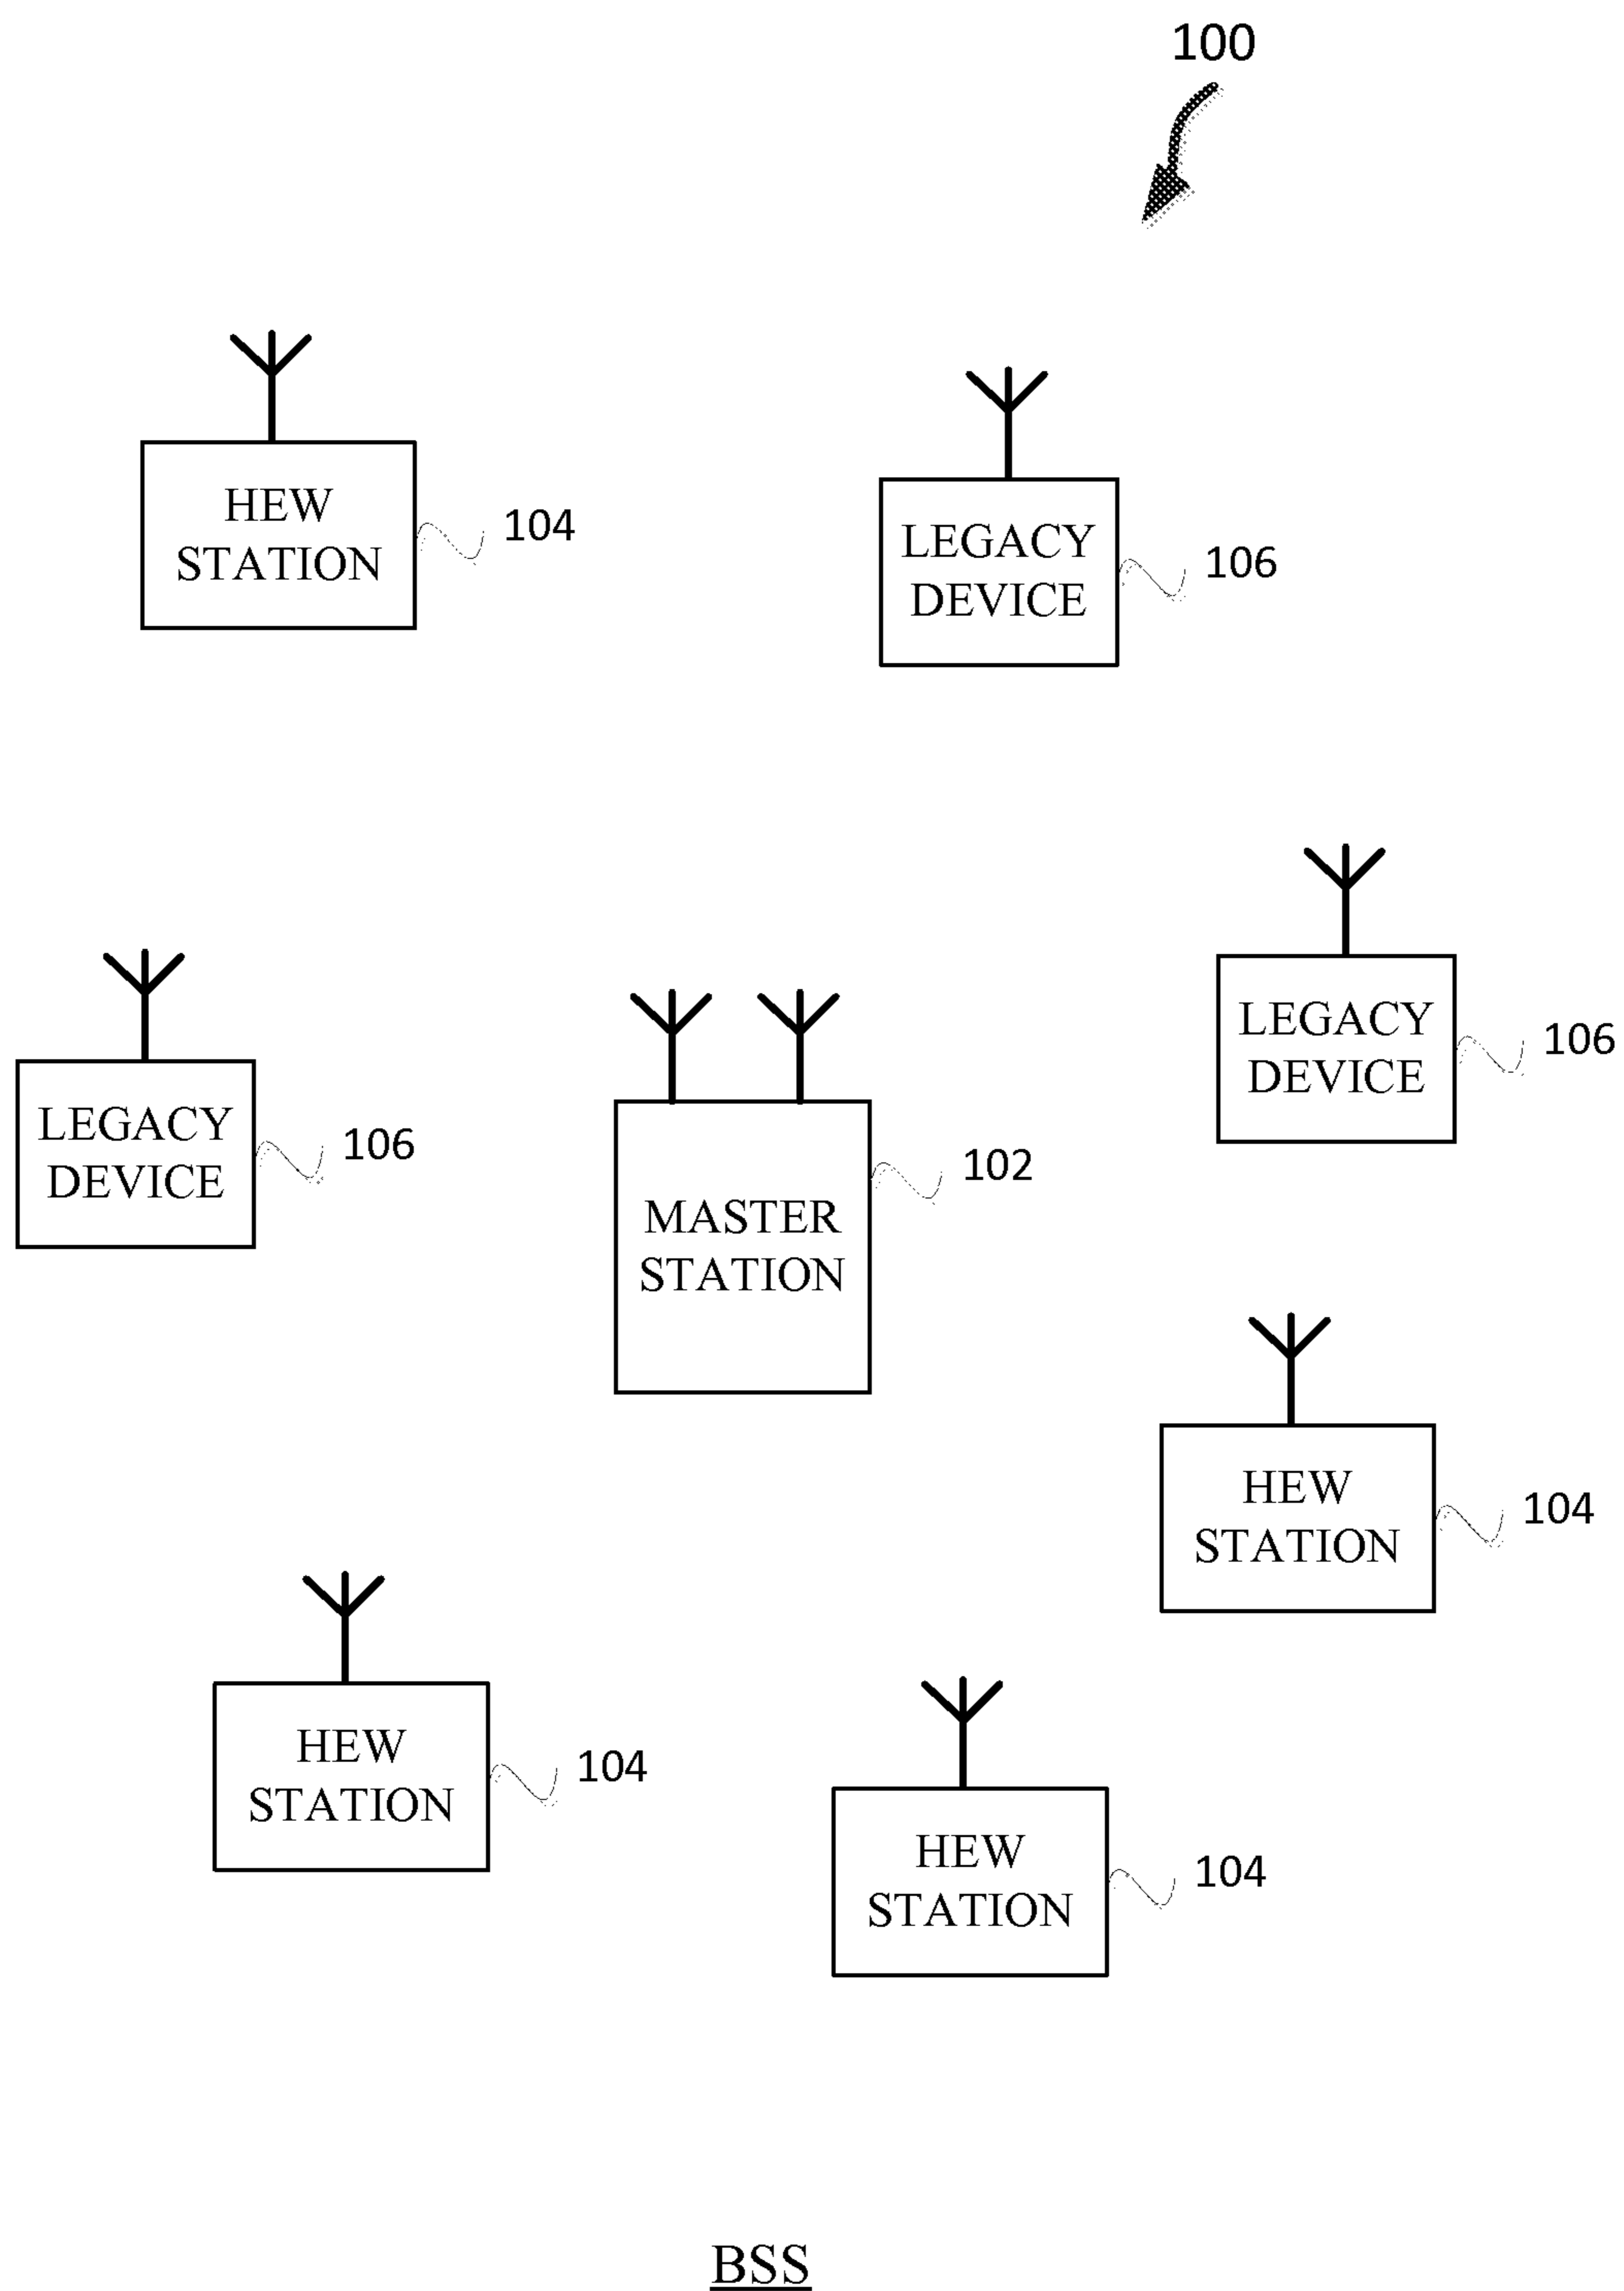 100
HEW
STATION
104
LEGACY
DEVICE
106
LEGACY
DEVICE
106
LEGACY
DEVICE
106
MASTER
STATION
102
HEW
STATION
104
HEW
STATION
104
HEW
STATION
104
BSS